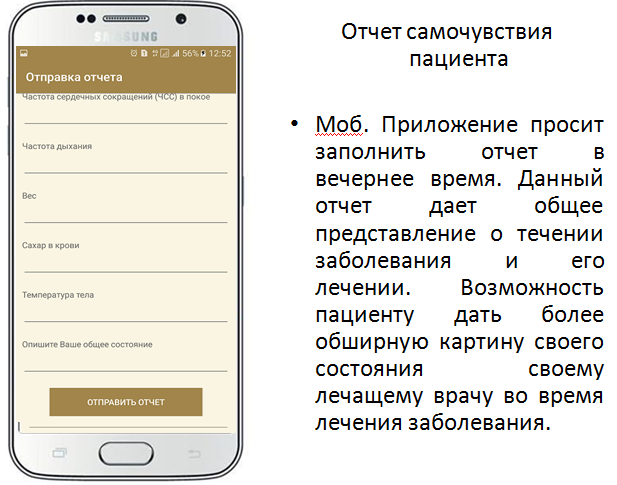 SAMSUNG
56% 12:52
Отправка отчета
Частота сердечных сокращений (ЧСС) в покое
Частота дыхания
Вес
Сахар в крови
Температура тела
Опишите Ваше общее состояние
ОТПРАВИТЬ ОТЧЕТ
Отчет самочувствия
пациента
• Моб. Приложение просит
заполнить отчет в
вечернее время. Данный
отчет дает общее
представление о течении
заболевания и его
лечении. Возможность
пациенту дать более
обширную картину своего
состояния своему
лечащему врачу во время
лечения заболевания.